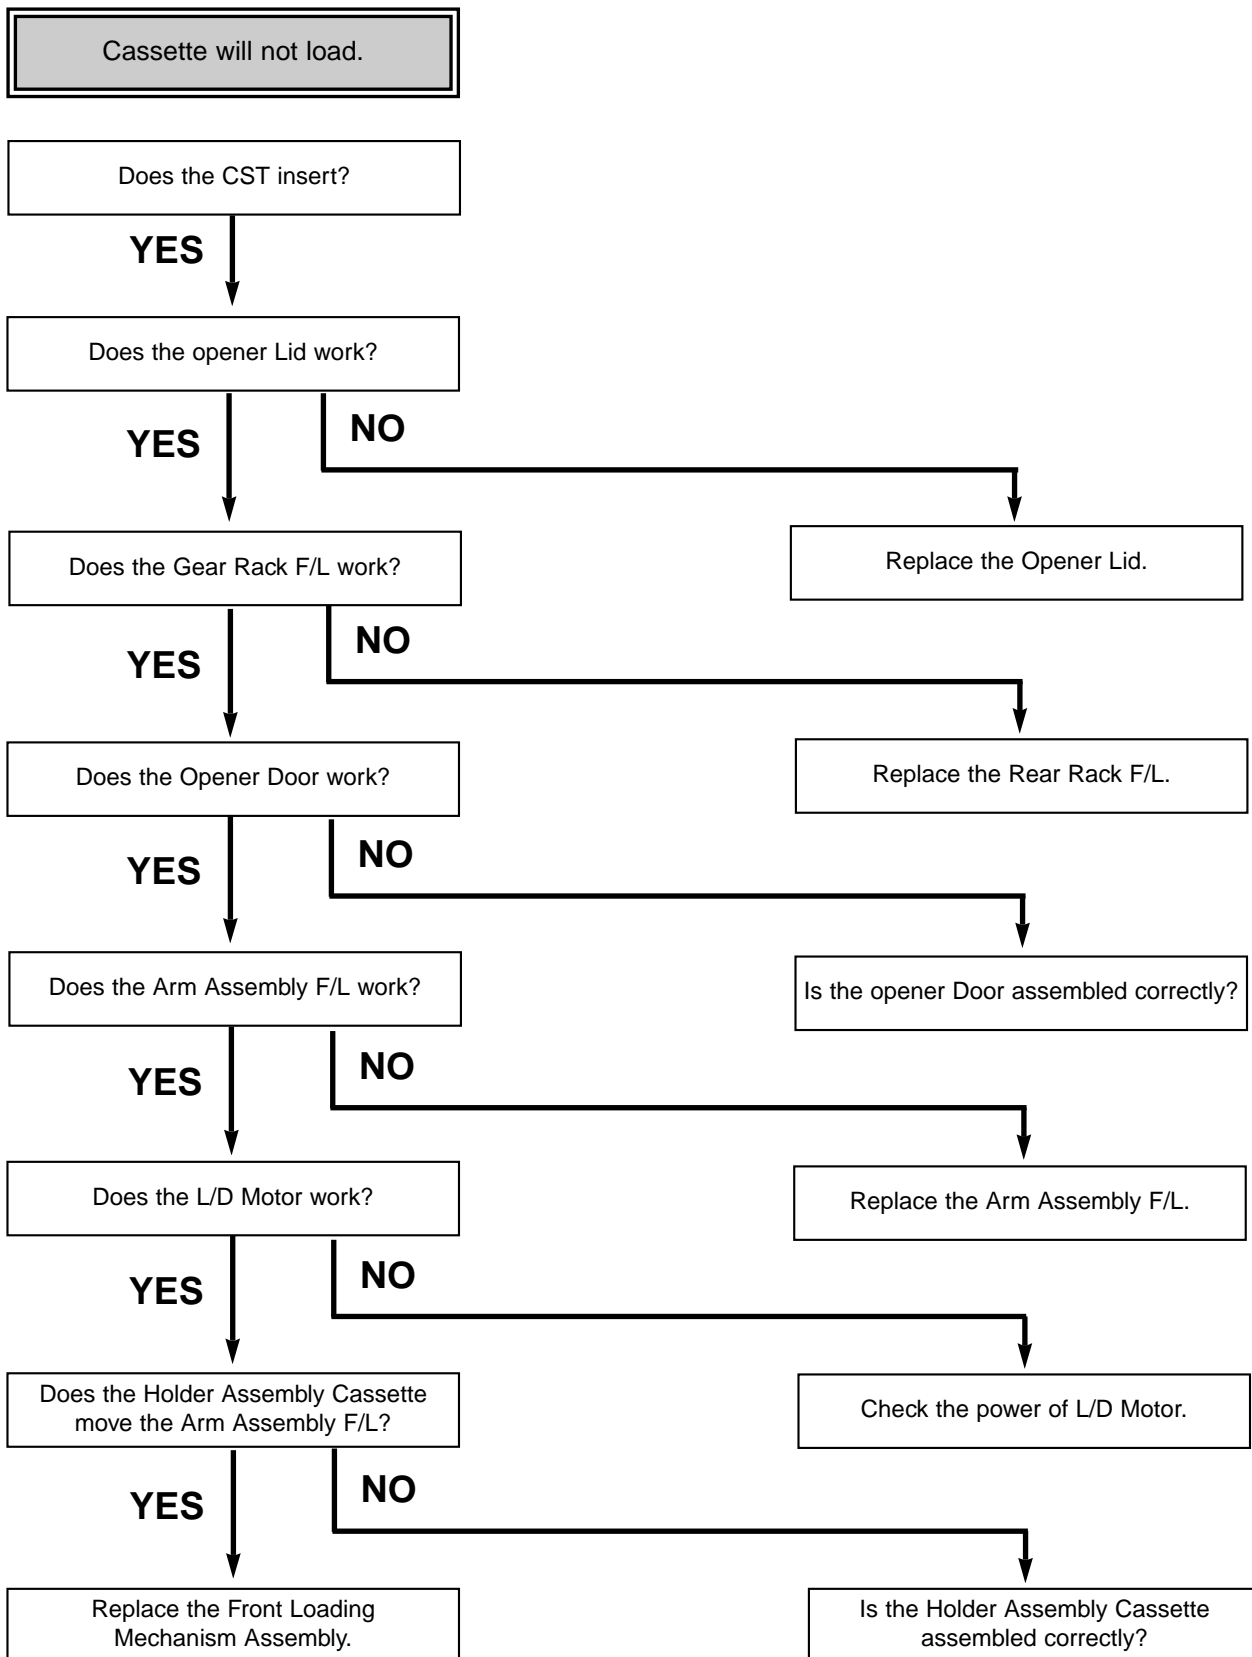 Cassette will not load.
Does the CST insert?
YES
Does the opener Lid work?
YES
NO
Does the Gear Rack F/L work?
Replace the Opener Lid.
YES
NO
Does the Opener Door work?
Replace the Rear Rack F/L.
YES
NO
Does the Arm Assembly F/L work?
Is the opener Door assembled correctly?
YES
NO
Does the L/D Motor work?
Replace the Arm Assembly F/L.
YES
NO
Does the Holder Assembly Cassette
move the Arm Assembly F/L?
Check the power of L/D Motor.
YES
NO
Replace the Front Loading
Mechanism Assembly.
Is the Holder Assembly Cassette
assembled correctly?